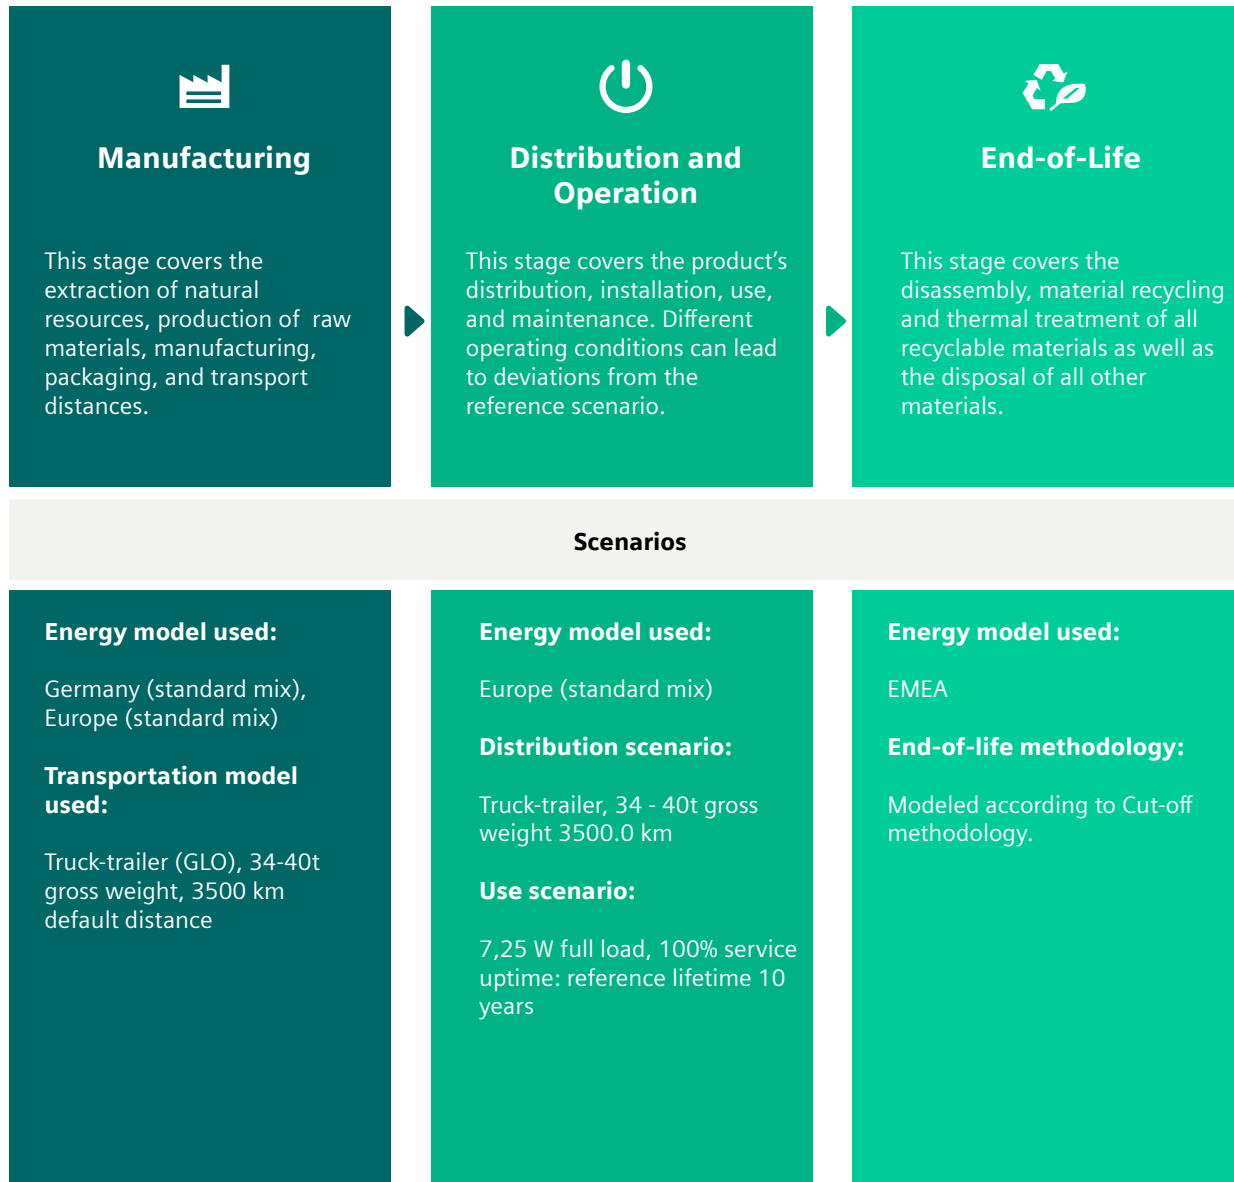 Manufacturing
This stage covers the
extraction of natural
resources, production of  raw
materials, manufacturing,
packaging, and transport
distances.
Distribution and
Operation
This stage covers the product’s
distribution, installation, use,
and maintenance. Different
operating conditions can lead
to deviations from the
reference scenario.
End-of-Life
This stage covers the
disassembly, material recycling
and thermal treatment of all
recyclable materials as well as
the disposal of all other
materials.
Scenarios
Energy model used:
Germany (standard mix),
Europe (standard mix)
Transportation model
used:
Truck-trailer (GLO), 34-40t
gross weight, 3500 km
default distance
Energy model used:
Europe (standard mix)
Distribution scenario:
Truck-trailer, 34 - 40t gross
weight 3500.0 km
Use scenario:
7,25 W full load, 100% service
uptime: reference lifetime 10
years
Energy model used:
EMEA
End-of-life methodology:
Modeled according to Cut-off
methodology.